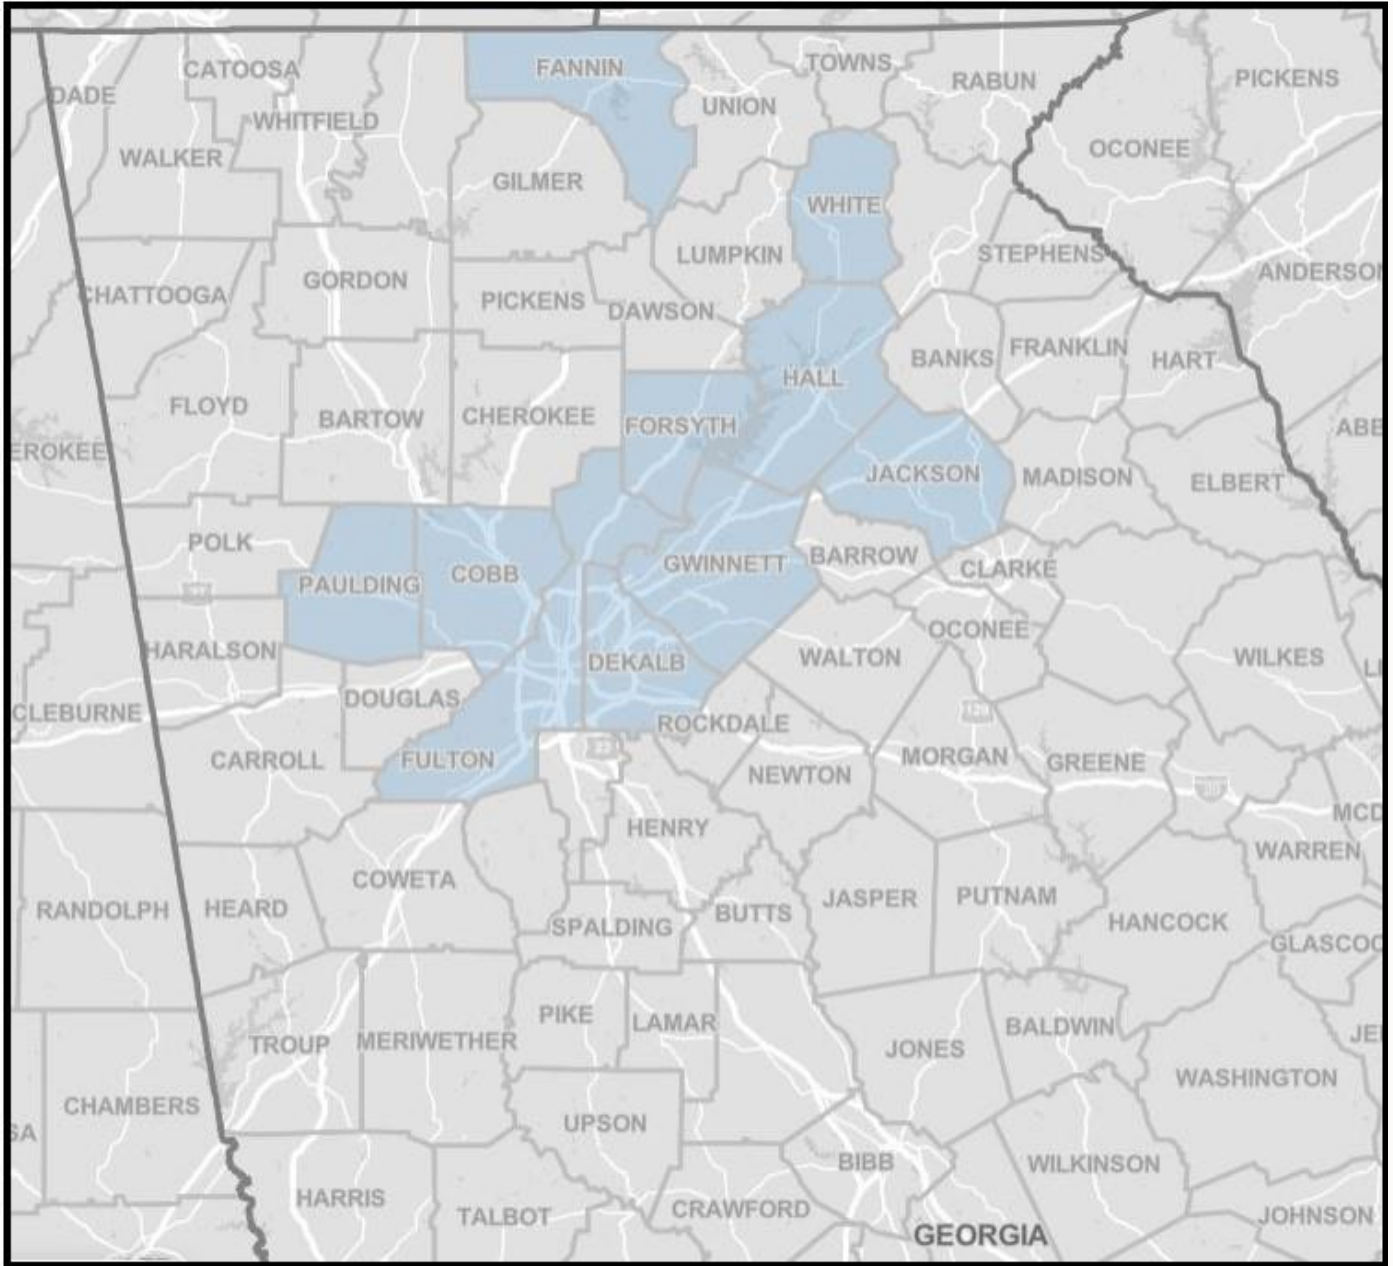 FANNIN
TOWNS
CATOOSA
RABUN
PICKENS
DADE
UNION
WHITFIELD
OCONEE
WALKER
GILMER
WHITE
LUMPKIN
STEPHENS
ANDERSON
GORDON
CHATTOOGA
PICKENS
DAWSON
FRANKLIN
BANKS
HART
HALL
FLOYD
BARTOW
CHEROKEE
FORSYTH
ABB
EROKEE
JACKSON
MADISON
ELBERT
POLK
BARROW
GWINNETT
CLARKE
COBB
PAULDING
OCONEE
HARALSON
WALTON
WILKES
DEKALB
DOUGLAS
CLEBURNE
ROCKDALE
CARROLL
FULTON
MORGAN
GREENE
NEWTON
MCD
HENRY
WARREN
COWETA
RANDOLPH
HEARD
JASPER
PUTNAM
BUTTS
HANCOCK
SPALDING
GLASCOC
PIKE
LAMAR
BALDWIN
TROUP
MERIWETHER
JONES
WASHINGTON
CHAMBERS
UPSON
SA
BIBB
WILKINSON
HARRIS
CRAWFORD
TALBOT
JOHNSON
GEORGIA